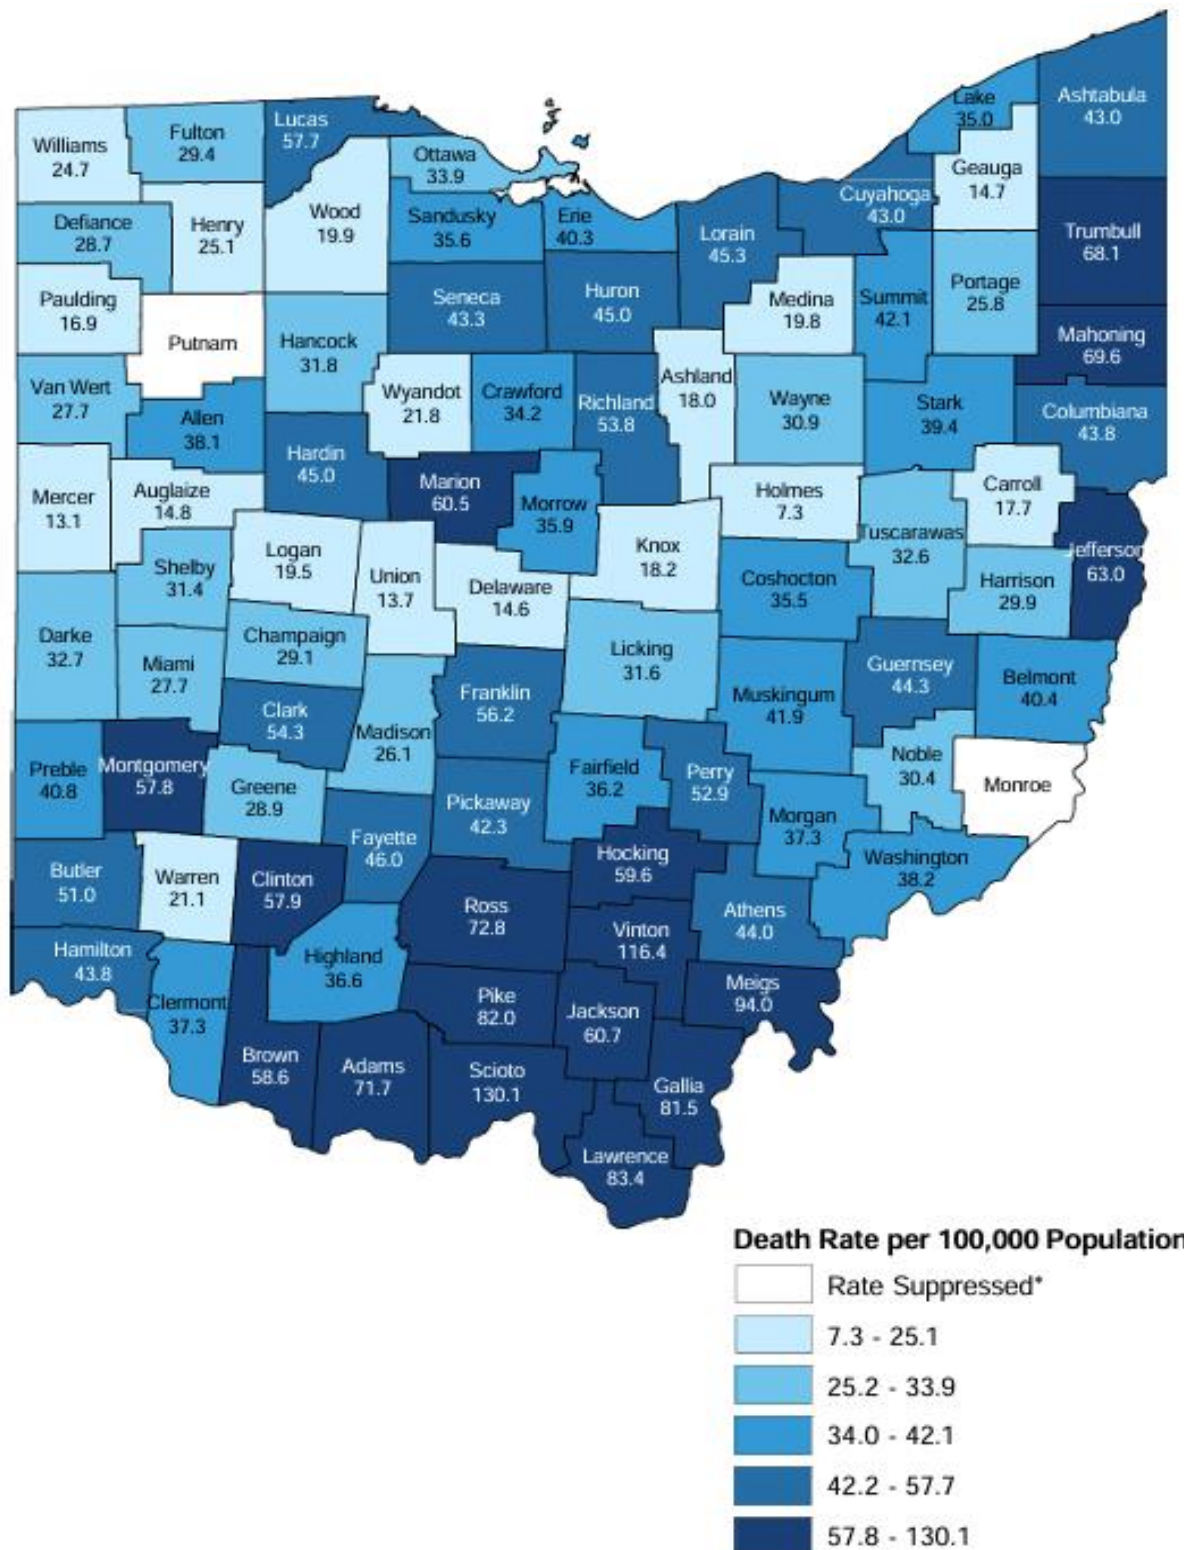 Williams
24.7
Fulton
29.4
Lucas
57.7
Ottawa
33.9
Lake
35.0
Ashtabula
43.0
Geauga
14.7
Cuyahoga
43.0
Defiance
28.7
Henry
25.1
Wood
19.9
Sandusky
35.6
Erie
40.3
Lorain
45.3
Trumbull
68.1
Paulding
16.9
Putnam
Hancock
31.8
Seneca
43.3
Huron
45.0
Medina
19.8
Summit
42.1
Portage
25.8
Mahoning
69.6
Van Wert
27.7
Allen
38.1
Wyandot
21.8
Crawford
34.2
Richland
53.8
Ashland
18.0
Wayne
30.9
Stark
39.4
Columbiana
43.8
Hardin
45.0
Mercer
13.1
Auglaize
14.8
Marion
60.5
Morrow
35.9
Holmes
7.3
Carroll
17.7
Tuscarawas
32.6
Jefferson
63.0
Shelby
31.4
Logan
19.5
Union
13.7
Delaware
14.6
Knox
18.2
Coshocton
35.5
Harrison
29.9
Darke
32.7
Miami
27.7
Champaign
29.1
Licking
31.6
Guernsey
44.3
Belmont
40.4
Clark
54.3
Madison
26.1
Franklin
56.2
Muskingum
41.9
Noble
30.4
Monroe
Preble
40.8
Montgomery
57.8
Greene
28.9
Fairfield
36.2
Perry
52.9
Pickaway
42.3
Morgan
37.3
Fayette
46.0
Washington
38.2
Butler
51.0
Warren
21.1
Clinton
57.9
Hocking
59.6
Ross
72.8
Vinton
116.4
Athens
44.0
Hamilton
43.8
Highland
36.6
Clermont
37.3
Pike
82.0
Jackson
60.7
Meigs
94.0
Brown
58.6
Adams
71.7
Scioto
130.1
Gallia
81.5
Lawrence
83.4
Death Rate per 100,000 Population
Rate Suppressed*
7.3 - 25.1
25.2 - 33.9
34.0 - 42.1
42.2 - 57.7
57.8 - 130.1